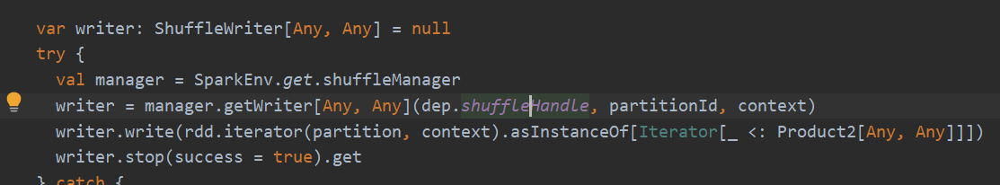 var writer: ShuffleWriter[Any, Any] = null
try {
val manager = SparkEnv.get.shuffleManager
writer = manager.getWriter[Any, Any](dep.shuffleHandle, partitionId, context)
writer.write(rdd.iterator(partition, context).asInstanceOf[Iterator[_ <: Product2[Any, Any]]])
writer.stop(success = true).get
} catch {